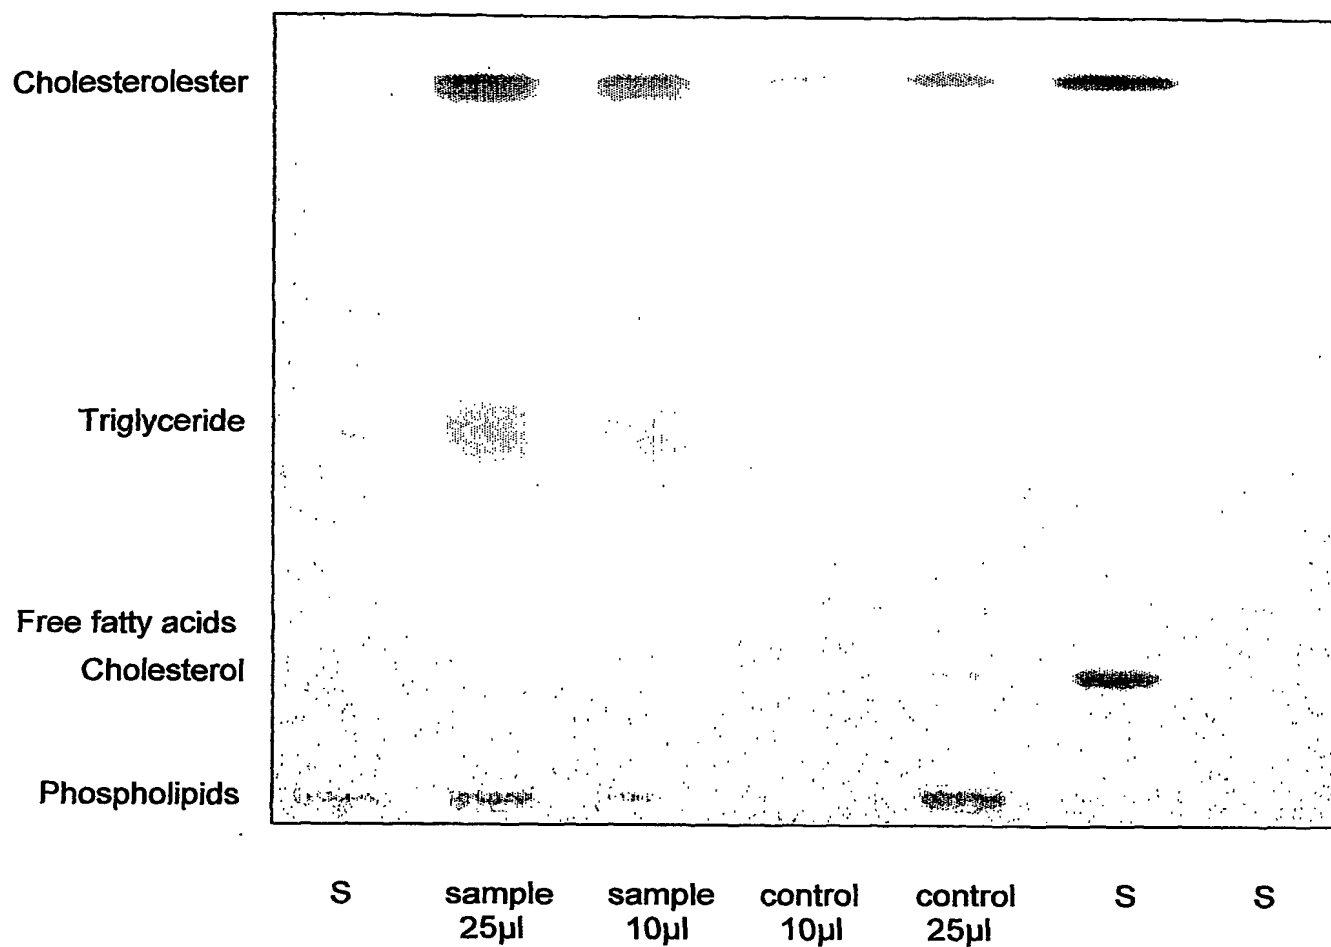 Cholesterolester
Triglyceride
Free fatty acids
Cholesterol
Phospholipids
S
sample
25µl
sample
10µl
control
10µl
control
25µl
S
S